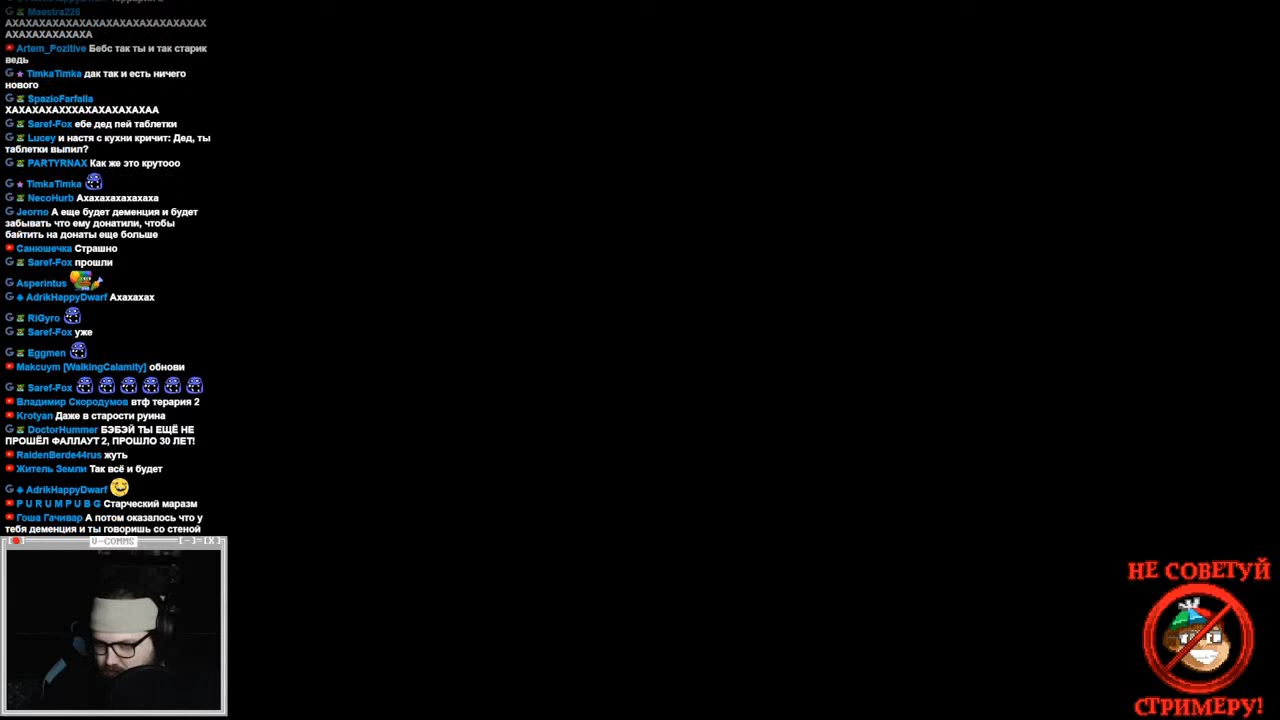 Maestra228
АХАХАХАХАХАХАХАХАХАХАХАХАХАХАХ
АХАХАХАХАХАХА
Artem_Pozitive Бебс так ты и так старик
ведь
TimkaTimka дак так и есть ничего
нового
SpazioFarfalla
ХАХАХАХАХХХАХАХАХАХАХАА
Saref-Fox ебе дед пей таблетки
Lucey и настя с кухни кричит: Дед, ты
таблетки выпил?
PARTYRNAX Как же это крутооо
TimkaTimka
NecoHurb Ахахахахахахаха
Jeorno А еще будет деменция и будет
забывать что ему донатили, чтобы
байтить на донаты еще больше
Санюшечка Страшно
Saref-Fox прошли
Asperintus
AdrikHappyDwarf Ахахахах
RiGyro
Saref-Fox уже
Eggmen
Makcuym [WalkingCalamity] обнови
Saref-Fox
Владимир Скородумов втф терария 2
Krotyan Даже в старости руина
DoctorHummer БЭБЭЙ ТЫ ЕЩЁ НЕ
ПРОШЁЛ ФАЛЛАУТ 2, ПРОШЛО 30 ЛЕТ!
RaidenBerde44rus жуть
Житель Земли Так всё и будет
AdrikHappyDwarf
P U R U M P U B G Старческий маразм
Гоша Гачивар А потом оказалось что у
тебя деменция и ты говоришь со стеной
V-COMMS
[-]=[X]
НЕ СОВЕТУЙ
СТРИМЕРУ!